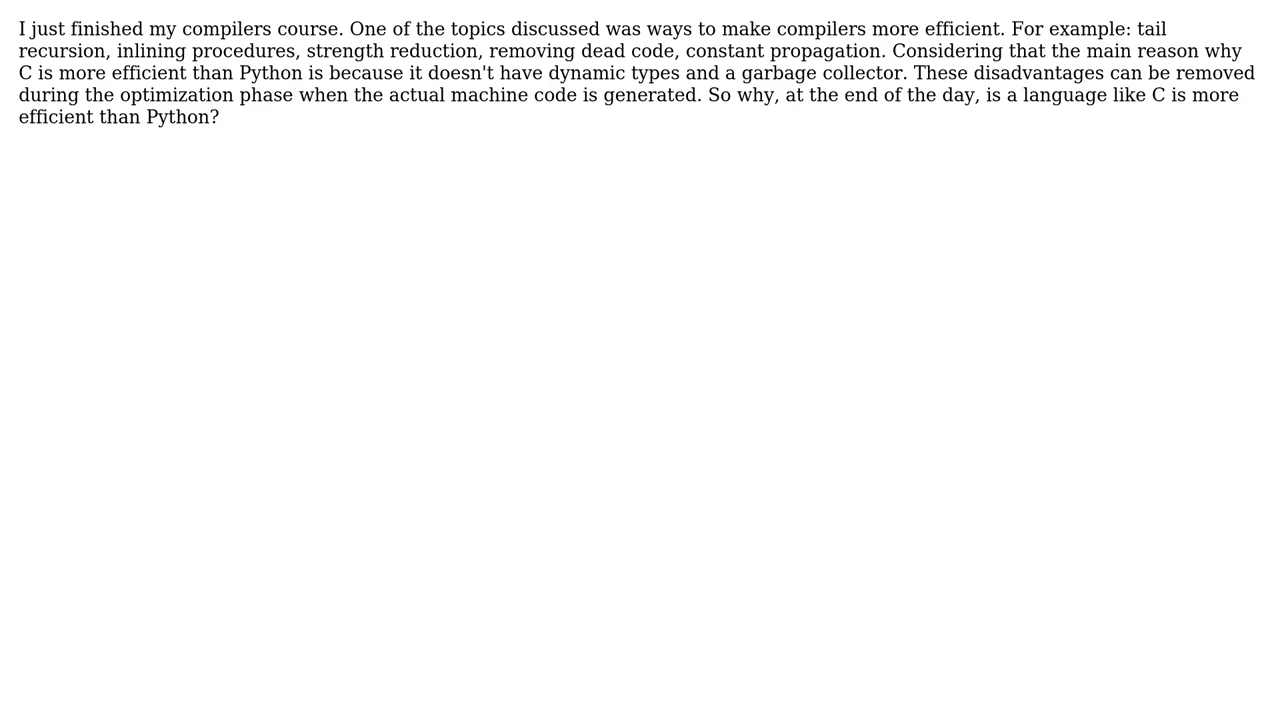 I just finished my compilers course. One of the topics discussed was ways to make compilers more efficient. For example: tail
recursion, inlining procedures, strength reduction, removing dead code, constant propagation. Considering that the main reason why
C is more efficient than Python is because it doesn't have dynamic types and a garbage collector. These disadvantages can be removed
during the optimization phase when the actual machine code is generated. So why, at the end of the day, is a language like C is more
efficient than Python?